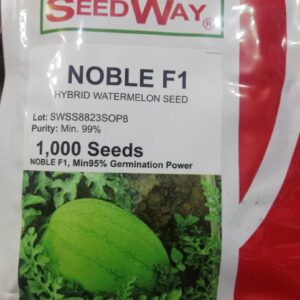 SEEDWAY®
NOBLE F1
HYBRID WATERMELON SEED
Lot: SWSS8823SOP8
Purity: Min. 99%
1,000 Seeds
NOBLE F1, Min95% Germination Power